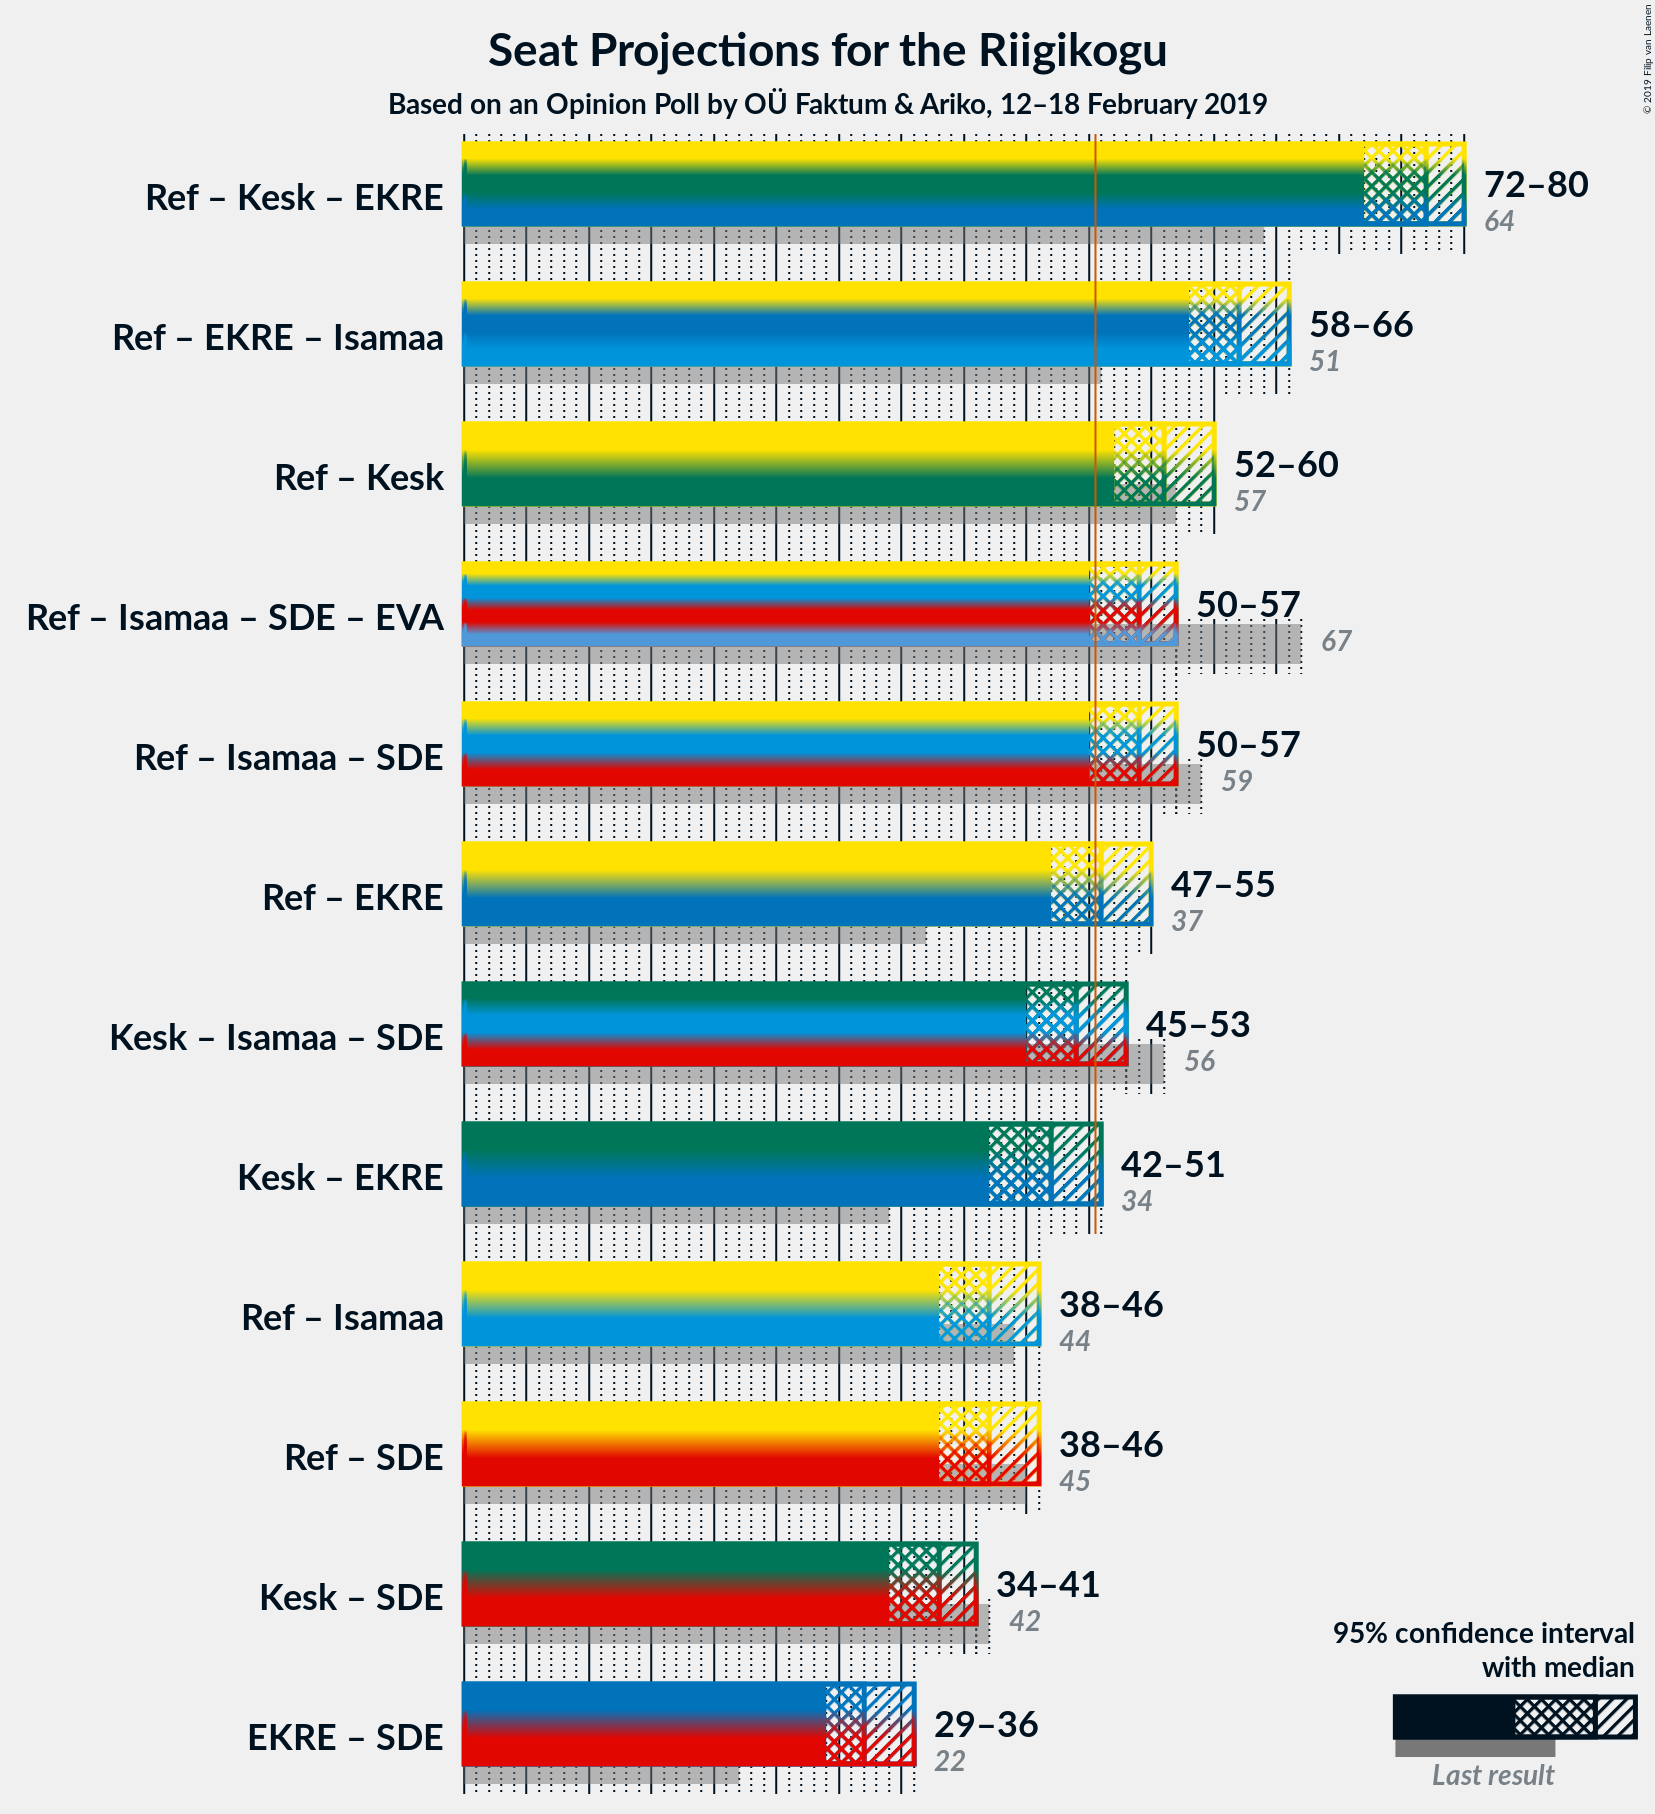 Seat Projections for the Riigikogu
Based on an Opinion Poll by OÜ Faktum & Ariko, 12–18 February 2019
© 2019 Filip van Laenen
Ref – Kesk – EKRE
72–80
64
Ref – EKRE – Isamaa
58–66
51
Ref – Kesk
52–60
57
Ref – Isamaa – SDE – EVA
50–57
67
Ref – Isamaa – SDE
50–57
59
Ref – EKRE
47–55
37
Kesk – Isamaa – SDE
45–53
56
Kesk – EKRE
42–51
34
Ref – Isamaa
38–46
44
Ref – SDE
38–46
45
Kesk – SDE
34–41
42
EKRE – SDE
29–36
22
95% confidence interval
with median
Last result